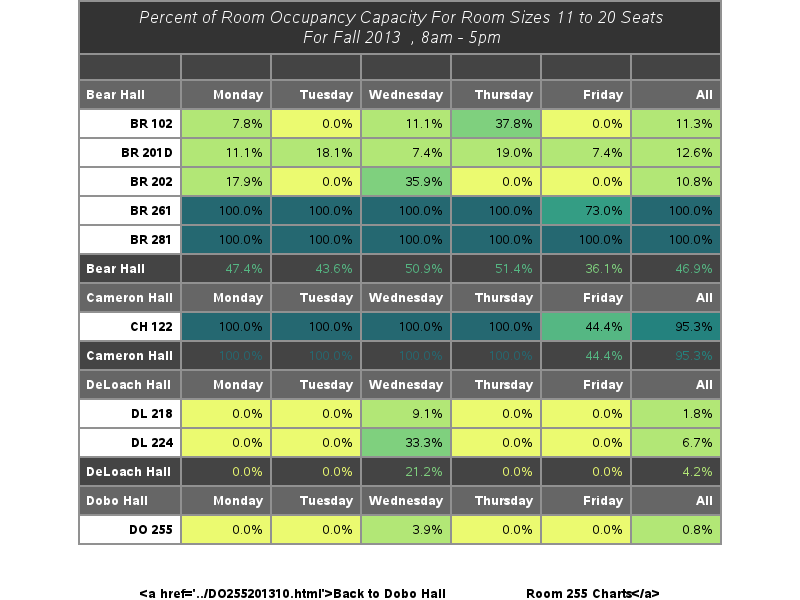 Percent of Room Occupancy Capacity For Room Sizes 11 to 20 Seats
For Fall 2013 , 8am - 5pm
Bear Hall Monday Tuesday Wednesday Thursday Friday All
BR 102 7.8% 0.0% 11.1% 37.8% 0.0% 11.3%
BR 201D 11.1% 18.1% 7.4% 19.0% 7.4% 12.6%
BR 202 17.9% 0.0% 35.9% 0.0% 0.0% 10.8%
BR 261 100.0% 100.0% 100.0% 100.0% 73.0% 100.0%
BR 281 100.0% 100.0% 100.0% 100.0% 100.0% 100.0%
Bear Hall 47.4% 43.6% 50.9% 51.4% 36.1% 46.9%
Cameron Hall Monday Tuesday Wednesday Thursday Friday All
CH 122 100.0% 100.0% 100.0% 100.0% 44.4% 95.3%
Cameron Hall 100.0% 100.0% 100.0% 100.0% 44.4% 95.3%
DeLoach Hall Monday Tuesday Wednesday Thursday Friday All
DL 218 0.0% 0.0% 9.1% 0.0% 0.0% 1.8%
DL 224 0.0% 0.0% 33.3% 0.0% 0.0% 6.7%
DeLoach Hall 0.0% 0.0% 21.2% 0.0% 0.0% 4.2%
Dobo Hall Monday Tuesday Wednesday Thursday Friday All
DO 255 0.0% 0.0% 3.9% 0.0% 0.0% 0.8%
<a href='../DO255201310.html'>Back to Dobo Hall Room 255 Charts</a>